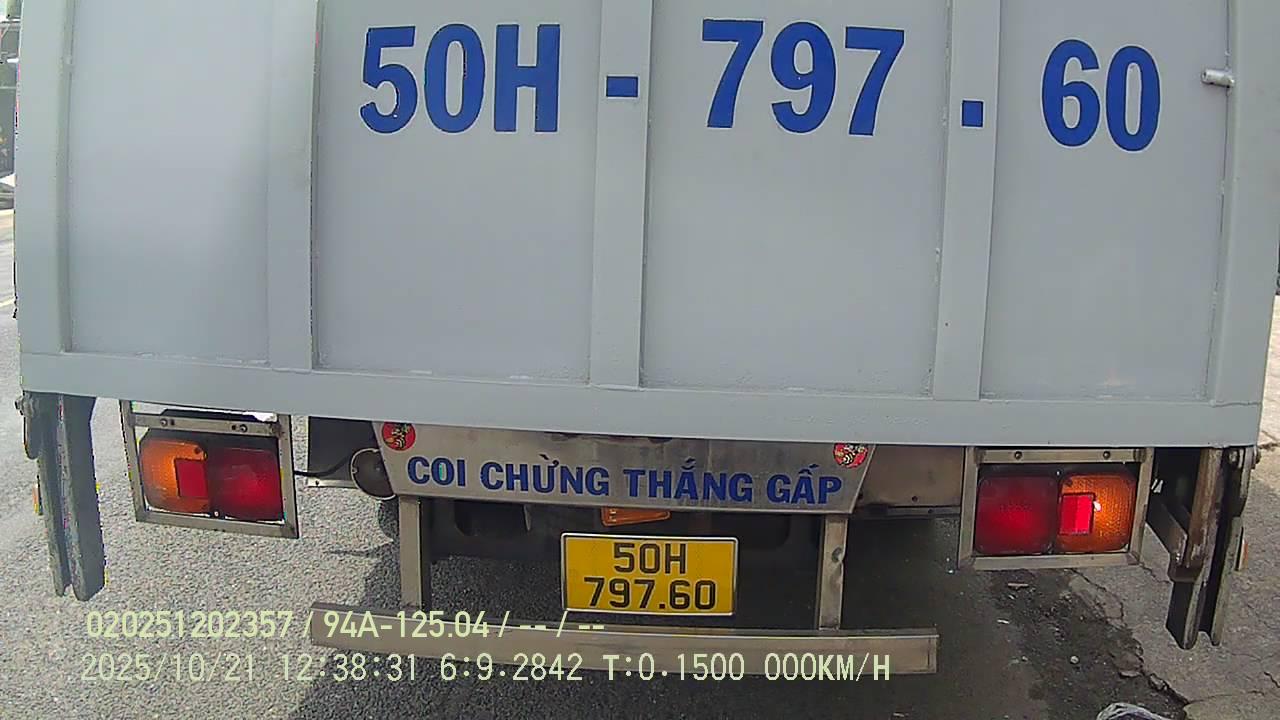 50H - 797 . 60
COI CHỪNG THẮNG GẤP
50H
797.60
020251202357 / 94A-125.04 / -- / --
2025/10/21 12:38:31 6:9.2842 T:0.1500 000KM/H